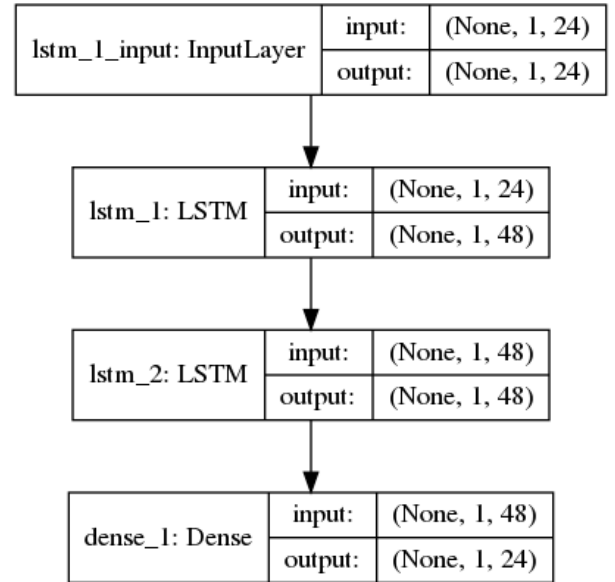 lstm_1_input: InputLayer
input: (None, 1, 24)
output: (None, 1, 24)
lstm_1: LSTM
input: (None, 1, 24)
output: (None, 1, 48)
lstm_2: LSTM
input: (None, 1, 48)
output: (None, 1, 48)
dense_1: Dense
input: (None, 1, 48)
output: (None, 1, 24)